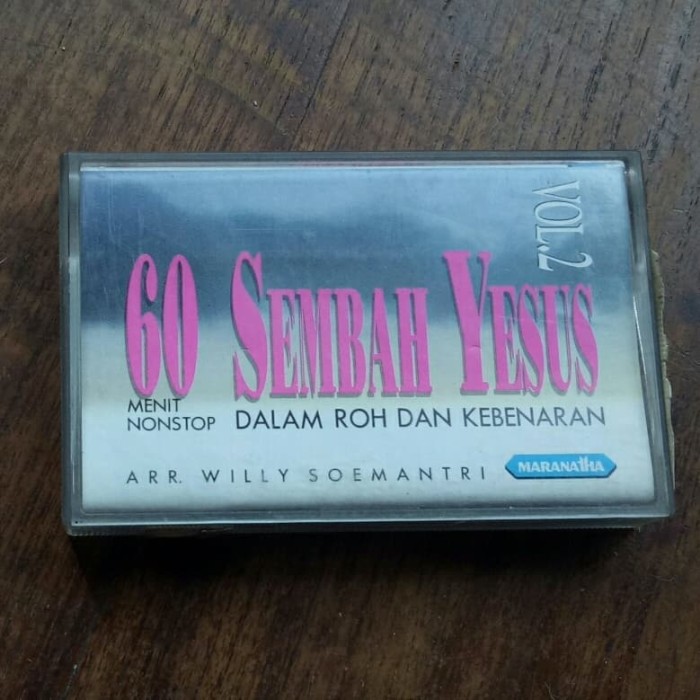 VOL.2
60 SEMBAH YESUS
MENIT NONSTOP
DALAM ROH DAN KEBENARAN
ARR. WILLY SOEMANTRI
MARANATHA